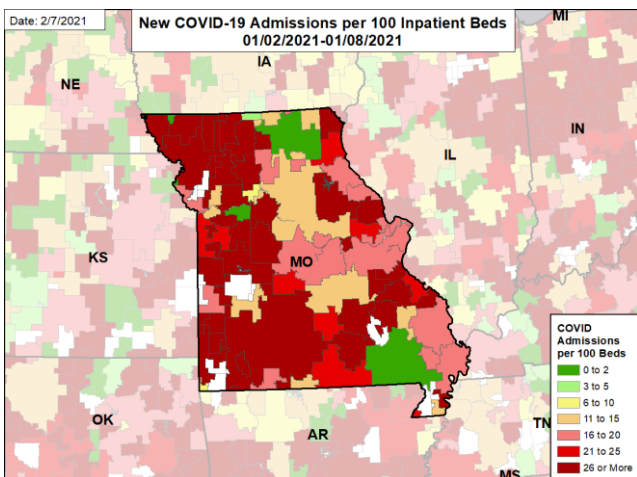 Date: 2/7/2021
New COVID-19 Admissions per 100 Inpatient Beds
01/02/2021-01/08/2021
MI
IA
NE
IN
IL
KS
MO
OK
AR
TN
MS
COVID
Admissions
per 100 Beds
0 to 2
3 to 5
6 to 10
11 to 15
16 to 20
21 to 25
26 or More